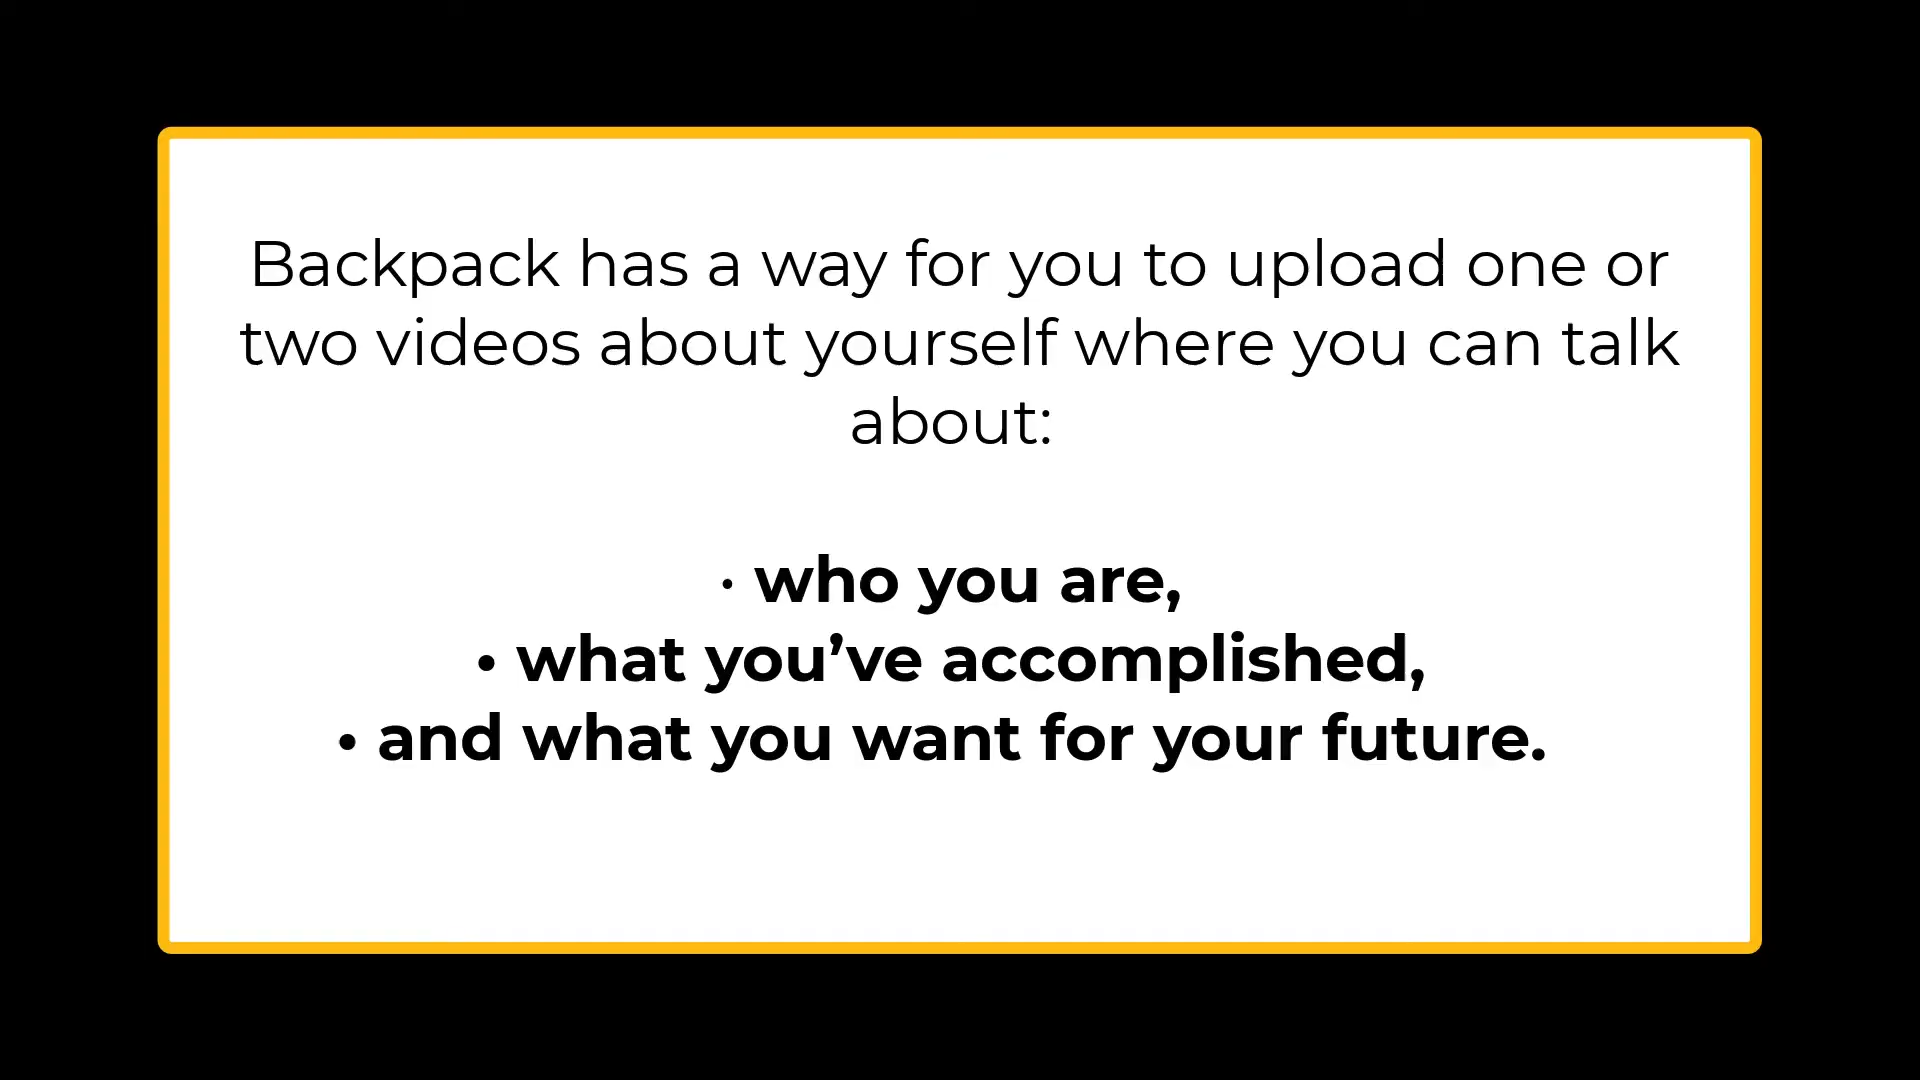 Backpack has a way for you to upload one or
two videos about yourself where you can talk
about:
· who you are,
• what you’ve accomplished,
• and what you want for your future.